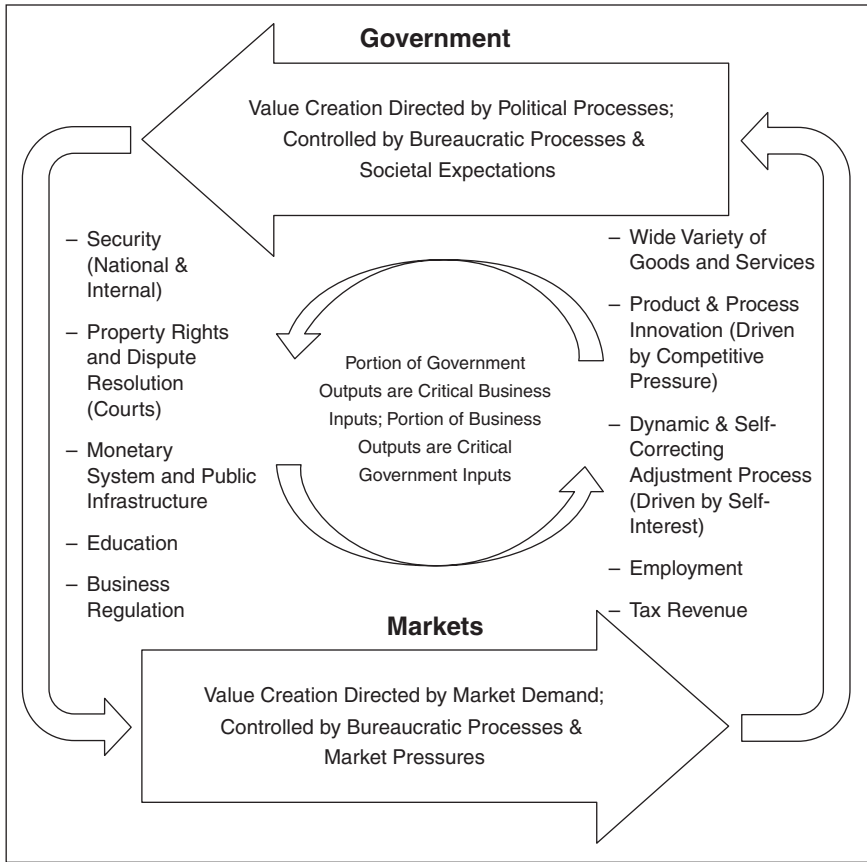 Government
Value Creation Directed by Political Processes;
Controlled by Bureaucratic Processes &
Societal Expectations
– Security
(National &
Internal)
– Property Rights
and Dispute
Resolution
(Courts)
– Monetary
System and Public
Infrastructure
– Education
– Business
Regulation
Portion of Government
Outputs are Critical Business
Inputs; Portion of Business
Outputs are Critical
Government Inputs
– Wide Variety of
Goods and Services
– Product & Process
Innovation (Driven
by Competitive
Pressure)
– Dynamic & Self-
Correcting
Adjustment Process
(Driven by Self-
Interest)
– Employment
– Tax Revenue
Markets
Value Creation Directed by Market Demand;
Controlled by Bureaucratic Processes &
Market Pressures